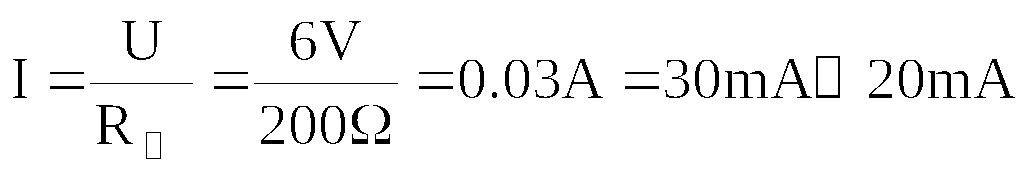 I = U/R▯ = 6V/200Ω = 0.03A = 30mA▯ 20mA